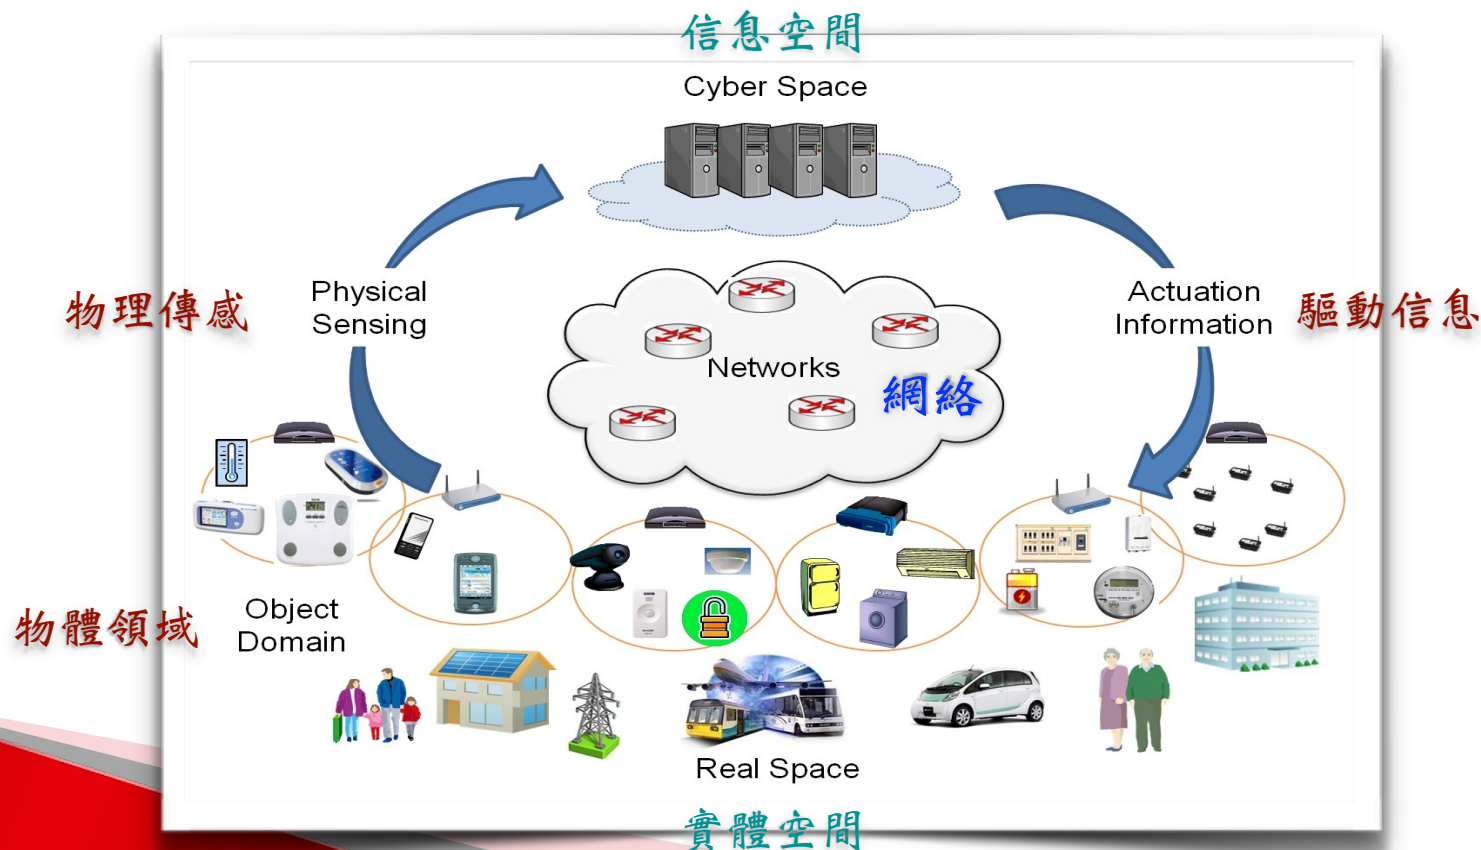 信息空間
Cyber Space
物理傳感
Physical
Sensing
Actuation
Information
驅動信息
Networks
網絡
物體領域
Object
Domain
Real Space
實體空間